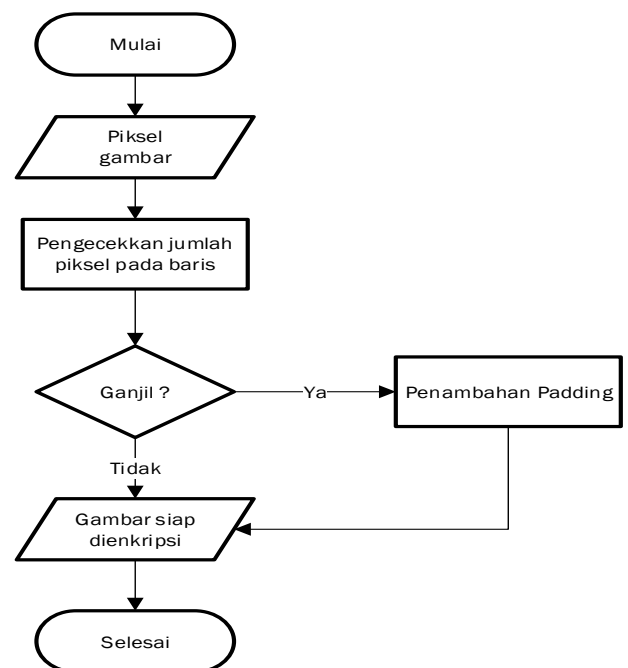 Mulai
Piksel
gambar
Pengecekkan jumlah
piksel pada baris
Ganjil ?
Ya
Penambahan Padding
Tidak
Gambar siap
dienkripsi
Selesai